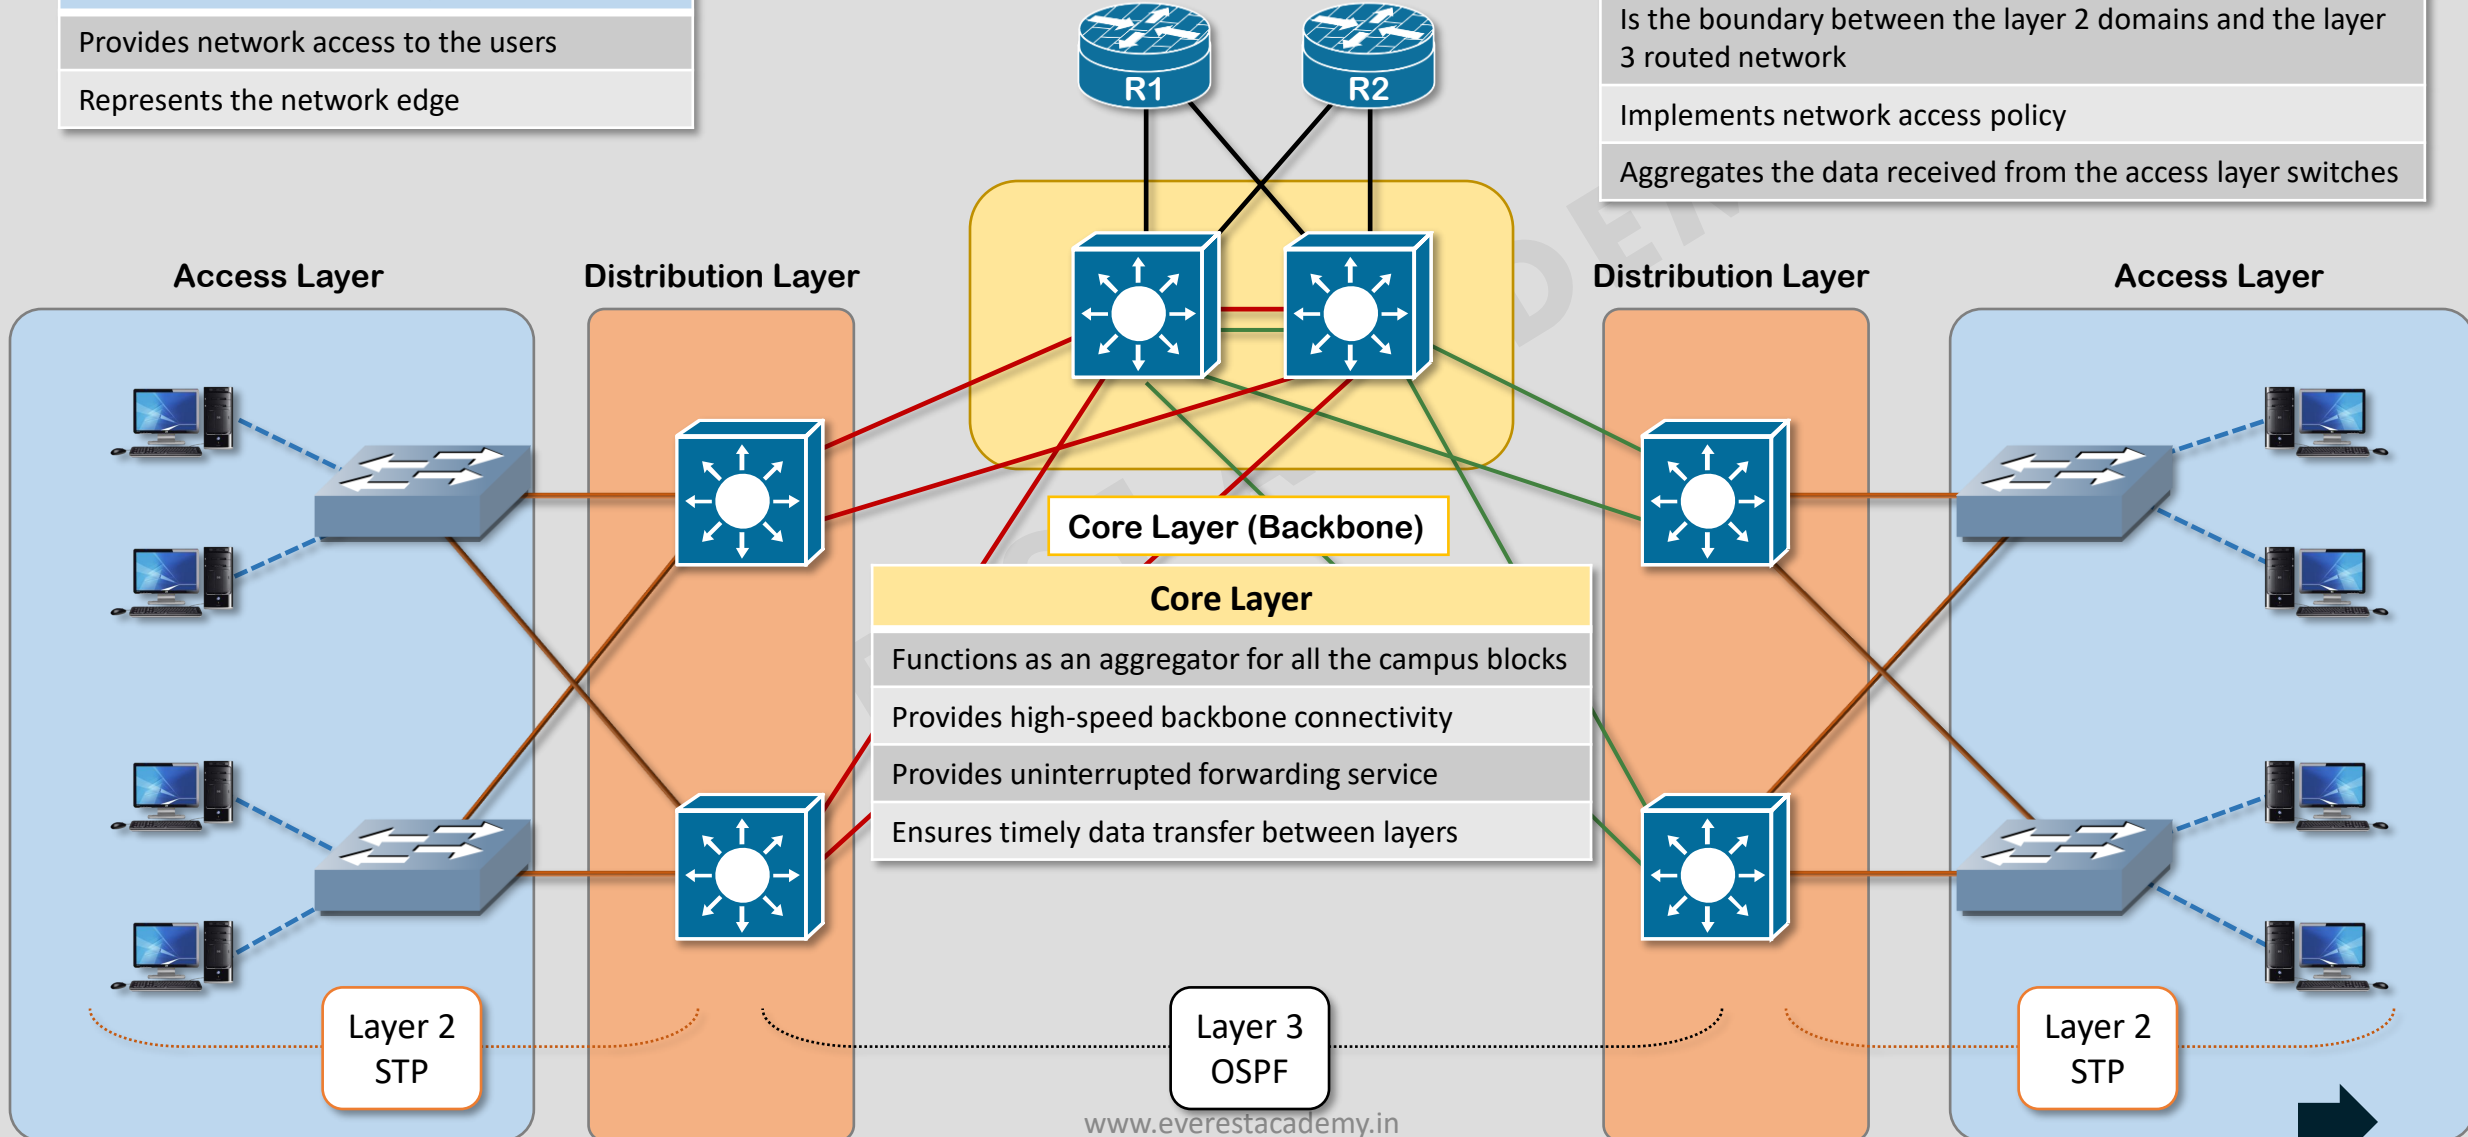 Provides network access to the users
Represents the network edge
R1
R2
Is the boundary between the layer 2 domains and the layer
3 routed network
Implements network access policy
Aggregates the data received from the access layer switches
Access Layer
Distribution Layer
Distribution Layer
Access Layer
Core Layer (Backbone)
Core Layer
Functions as an aggregator for all the campus blocks
Provides high-speed backbone connectivity
Provides uninterrupted forwarding service
Ensures timely data transfer between layers
Layer 2
STP
Layer 3
OSPF
Layer 2
STP
www.everestacademy.in